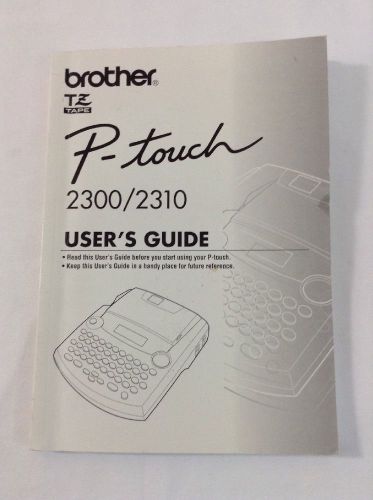 brother®
TZ
TAPE
P-touch
2300/2310
USER'S GUIDE
• Read this User's Guide before you start using your P-touch.
• Keep this User's Guide in a handy place for future reference.